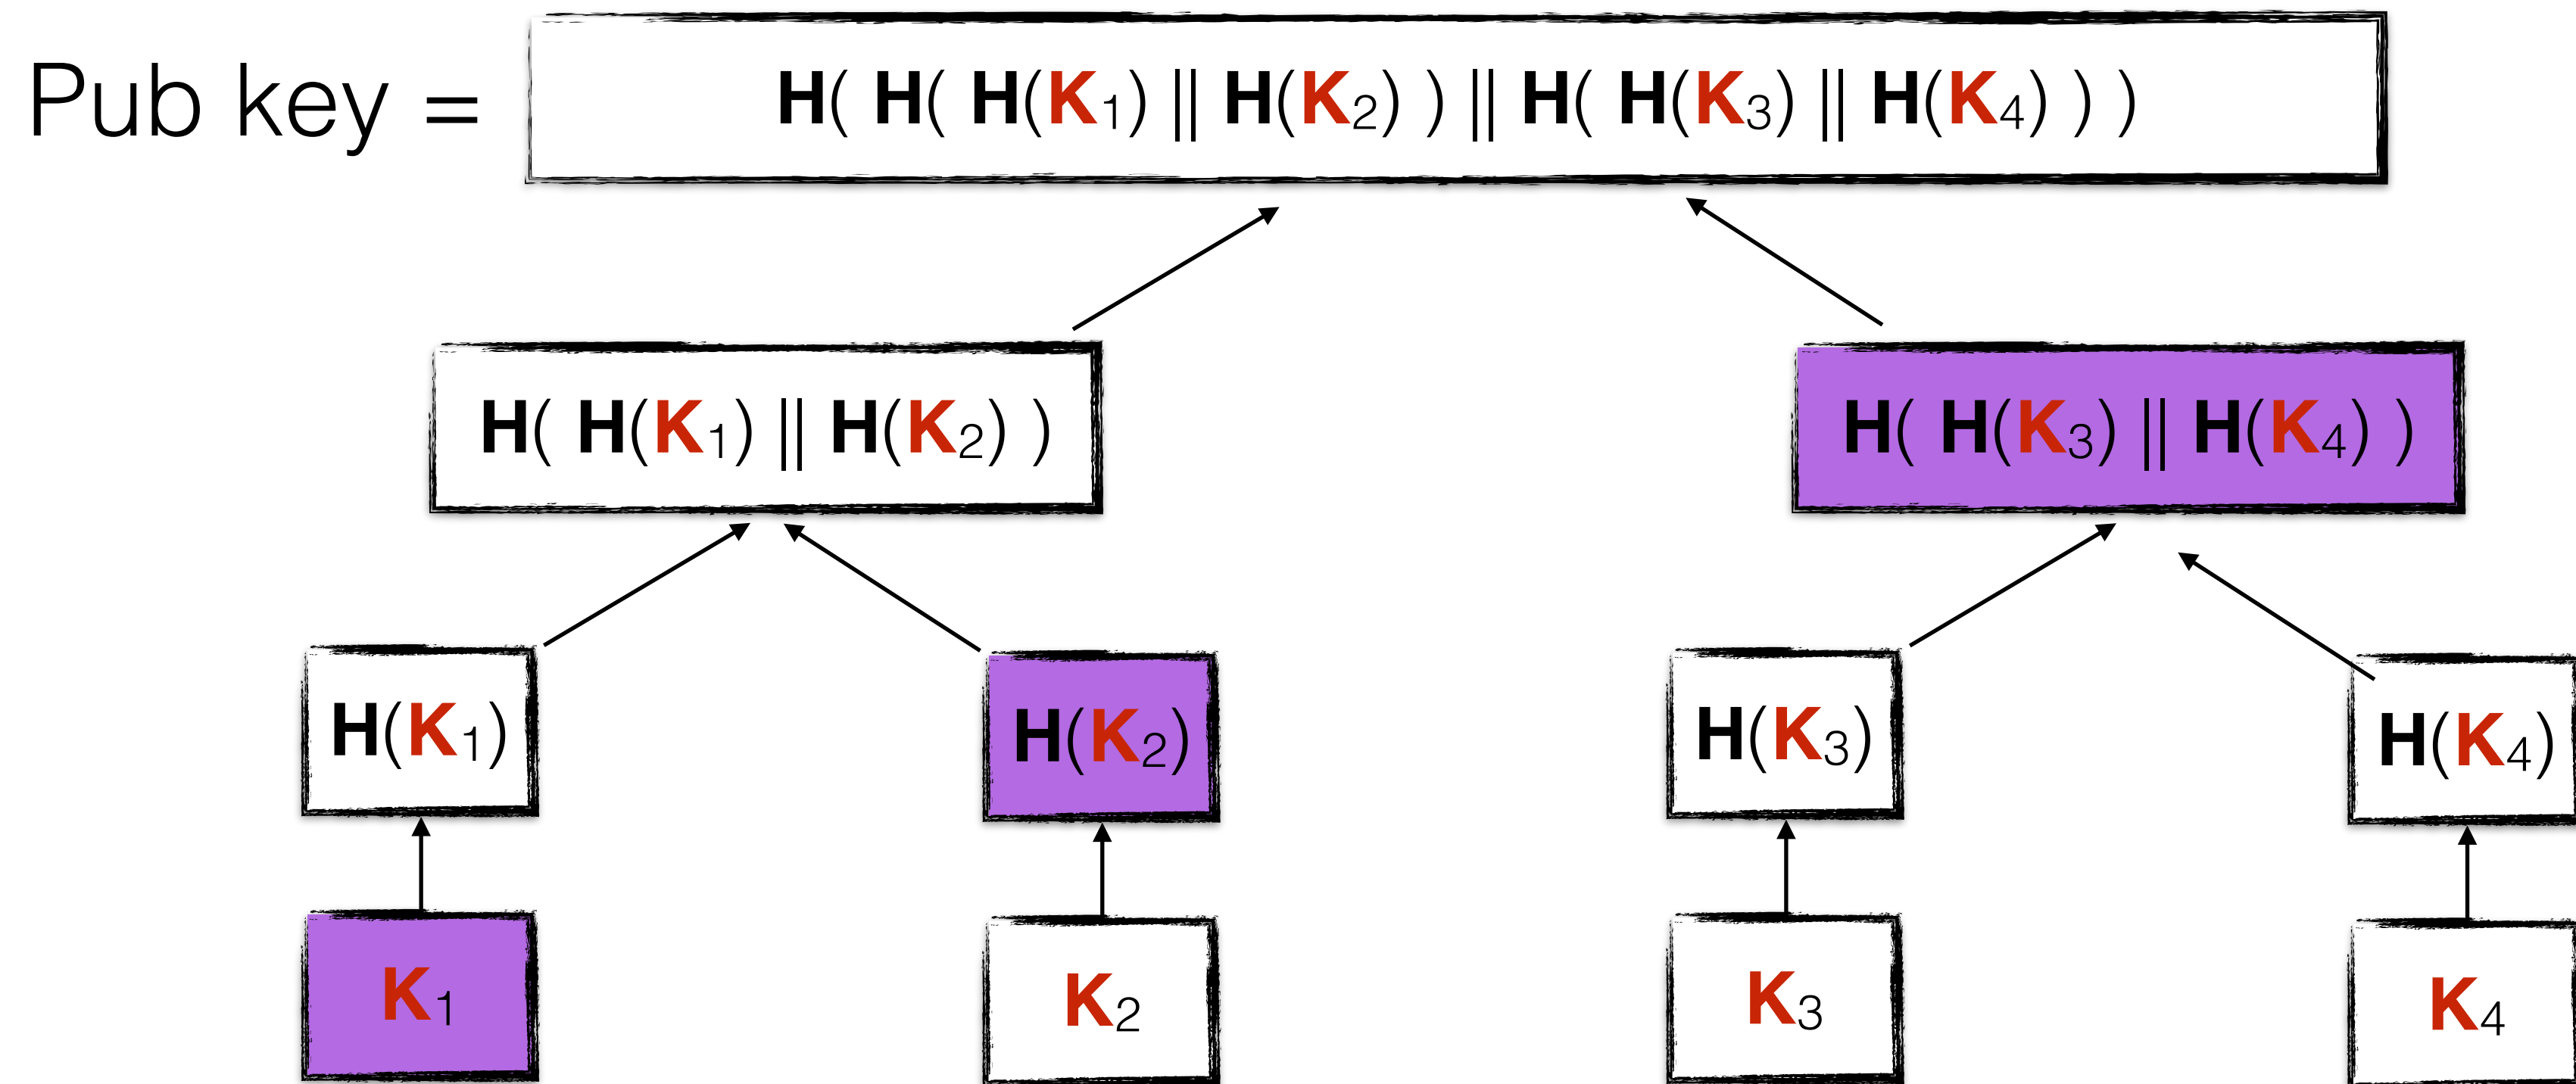 Pub key = H( H( H(K1) || H(K2) ) || H( H(K3) || H(K4) ) )
H( H(K1) || H(K2) )
H( H(K3) || H(K4) )
H(K1)
H(K2)
H(K3)
H(K4)
K1
K2
K3
K4